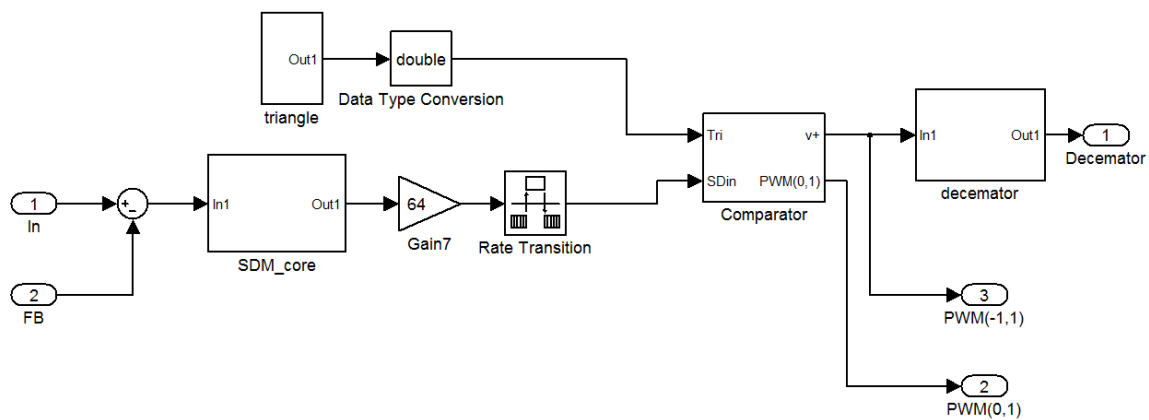 Out1
double
triangle
Data Type Conversion
Tri
v+
In1
Out1
1
Decemator
SDin
PWM(0,1)
decemator
Comparator
1
In
+
−
In1
Out1
64
Gain7
Rate Transition
SDM_core
2
FB
3
PWM(-1,1)
2
PWM(0,1)